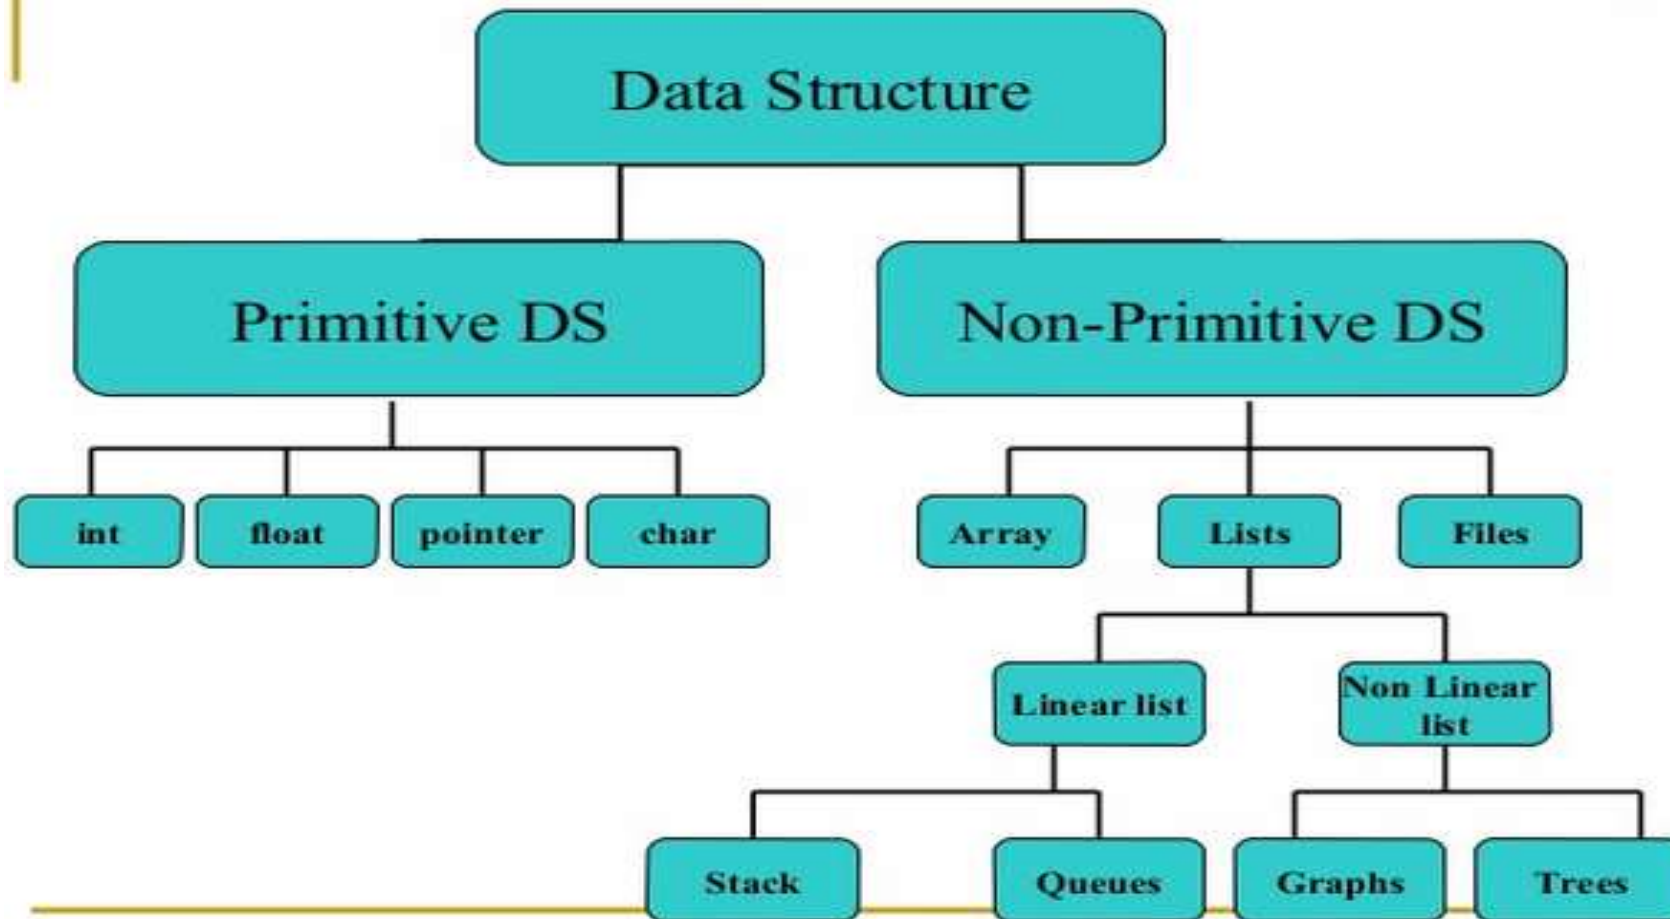 Data Structure
Primitive DS
Non-Primitive DS
int
float
pointer
char
Array
Lists
Files
Linear list
Non Linear
list
Stack
Queues
Graphs
Trees